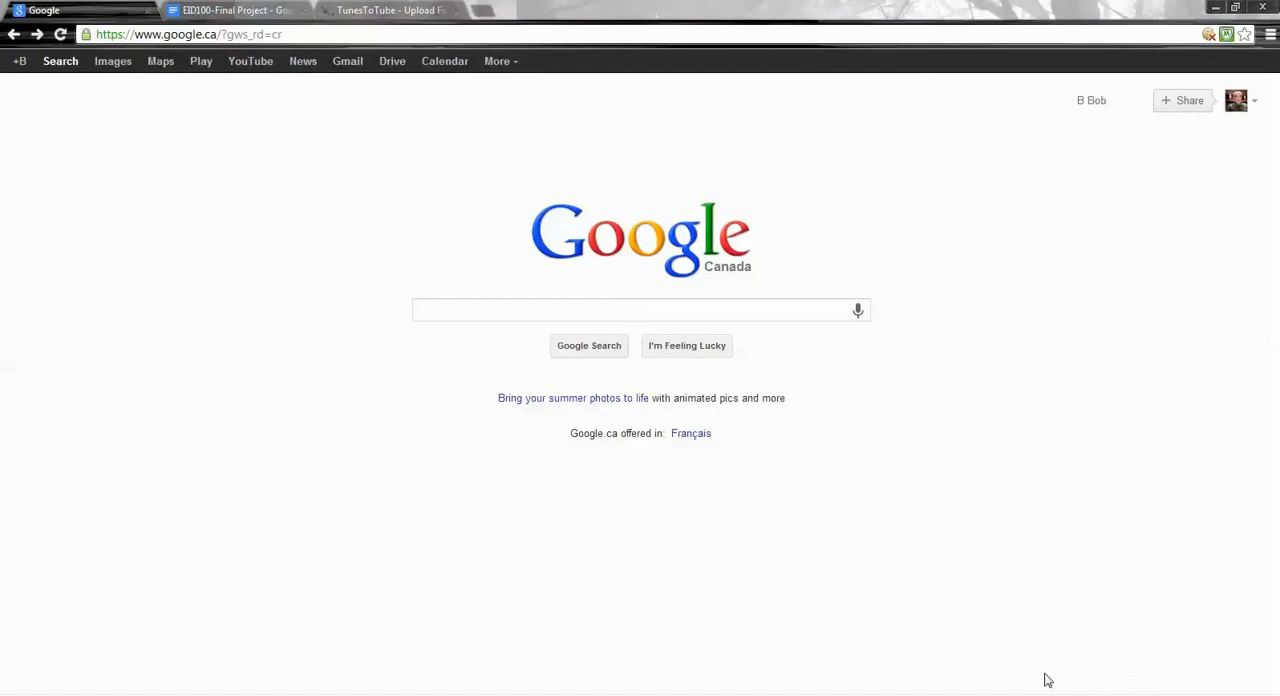 Google
EID100-Final Project - Goo
TunesToTube - Upload Fi
https://www.google.ca/?gws_rd=cr
+B Search Images Maps Play YouTube News Gmail Drive Calendar More
B Bob + Share
Google
Canada
Google Search I'm Feeling Lucky
Bring your summer photos to life with animated pics and more
Google.ca offered in: Français